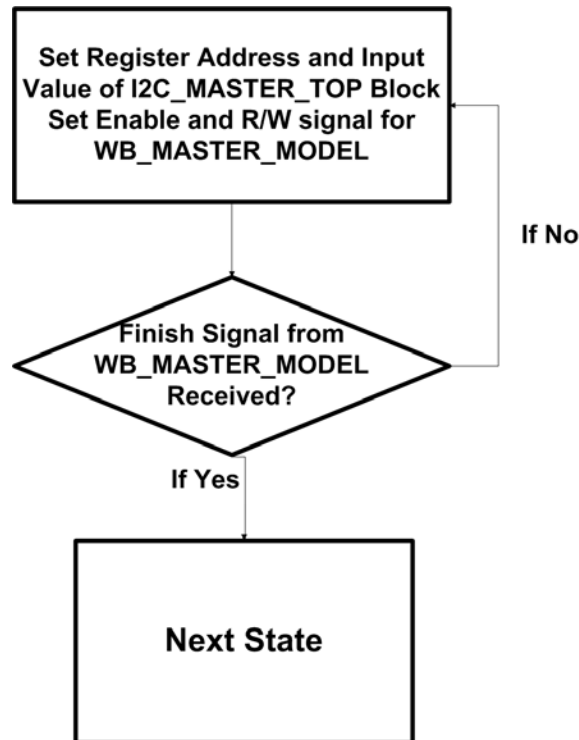 Set Register Address and Input
Value of I2C_MASTER_TOP Block
Set Enable and R/W signal for
WB_MASTER_MODEL
If No
Finish Signal from
WB_MASTER_MODEL
Received?
If Yes
Next State